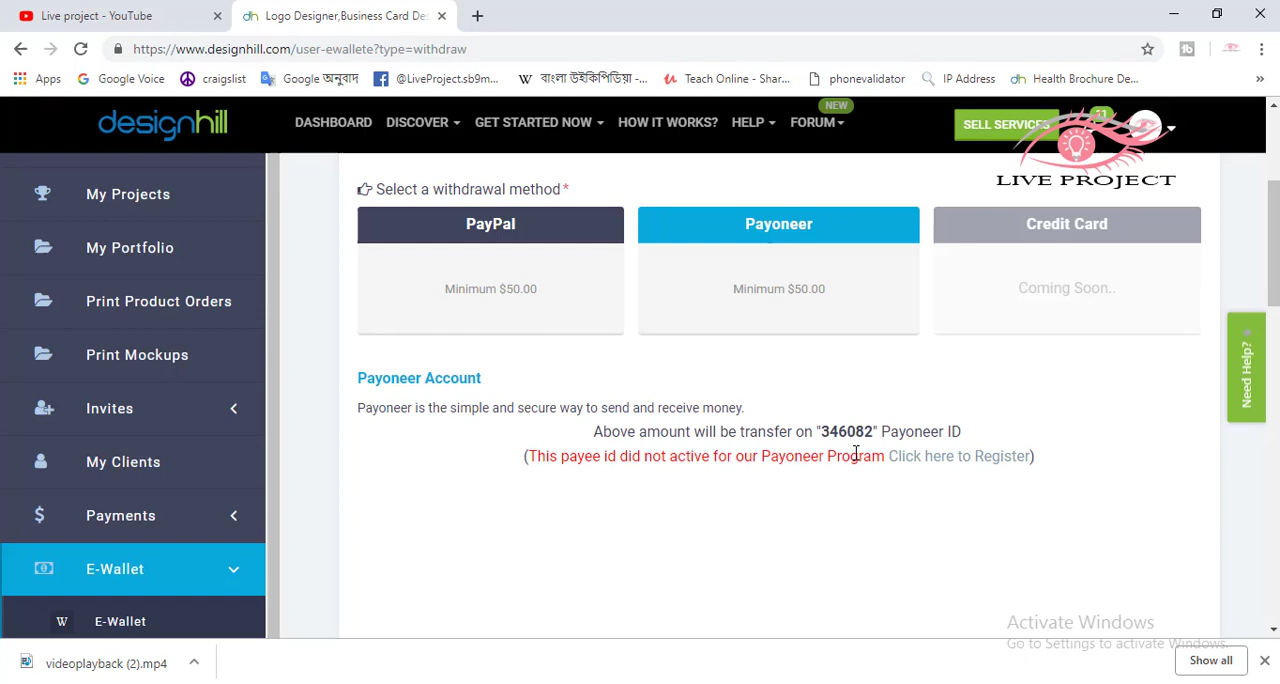 Live project - YouTube
Logo Designer,Business Card De
https://www.designhill.com/user-ewallete?type=withdraw
Apps Google Voice craigslist Google অনুবাদ @LiveProject.sb9m... বাংলা উইকিপিডিয়া -... Teach Online - Shar... phonevalidator IP Address Health Brochure De... »
designhill DASHBOARD DISCOVER GET STARTED NOW HOW IT WORKS? HELP NEW FORUM SELL SERVICES 11
LIVE PROJECT
My Projects
My Portfolio
Print Product Orders
Print Mockups
Invites
My Clients
Payments
E-Wallet
W E-Wallet
Select a withdrawal method*
PayPal Payoneer Credit Card
Minimum $50.00 Minimum $50.00 Coming Soon..
Payoneer Account
Payoneer is the simple and secure way to send and receive money.
Above amount will be transfer on "346082" Payoneer ID
(This payee id did not active for our Payoneer Program Click here to Register)
Need Help?
Activate Windows
Go to Settings to activate Windows.
videoplayback (2).mp4
Show all